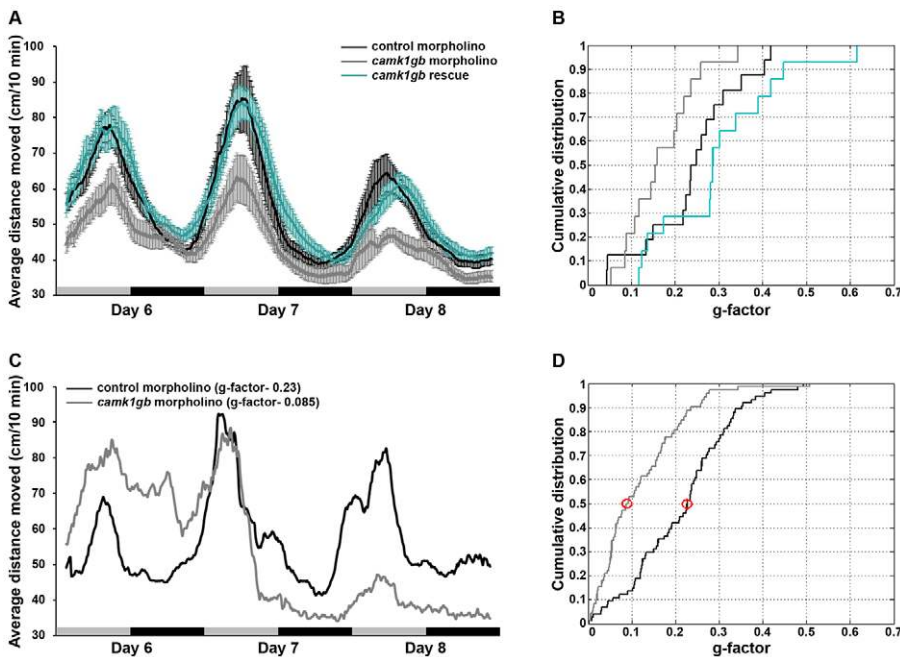 A
Average distance moved (cm/10 min)
100
90
80
70
60
50
40
30
control morpholino
camk1gb morpholino
camk1gb rescue
Day 6
Day 7
Day 8
B
Cumulative distribution
1
0.9
0.8
0.7
0.6
0.5
0.4
0.3
0.2
0.1
0
0 0.1 0.2 0.3 0.4 0.5 0.6 0.7
g-factor
C
Average distance moved (cm/10 min)
100
90
80
70
60
50
40
30
control morpholino (g-factor- 0.23)
camk1gb morpholino (g-factor- 0.085)
Day 6
Day 7
Day 8
D
Cumulative distribution
1
0.9
0.8
0.7
0.6
0.5
0.4
0.3
0.2
0.1
0
0 0.1 0.2 0.3 0.4 0.5 0.6 0.7
g-factor